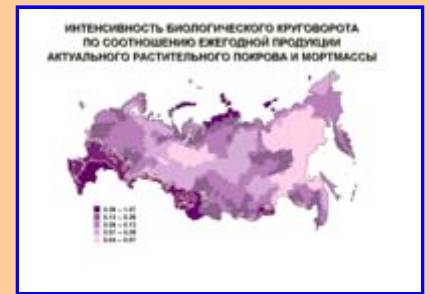 ИНТЕНСИВНОСТЬ БИОЛОГИЧЕСКОГО КРУГОВОРОТА
ПО СООТНОШЕНИЮ ЕЖЕГОДНОЙ ПРОДУКЦИИ
АКТУАЛЬНОГО РАСТИТЕЛЬНОГО ПОКРОВА И МОРТМАССЫ